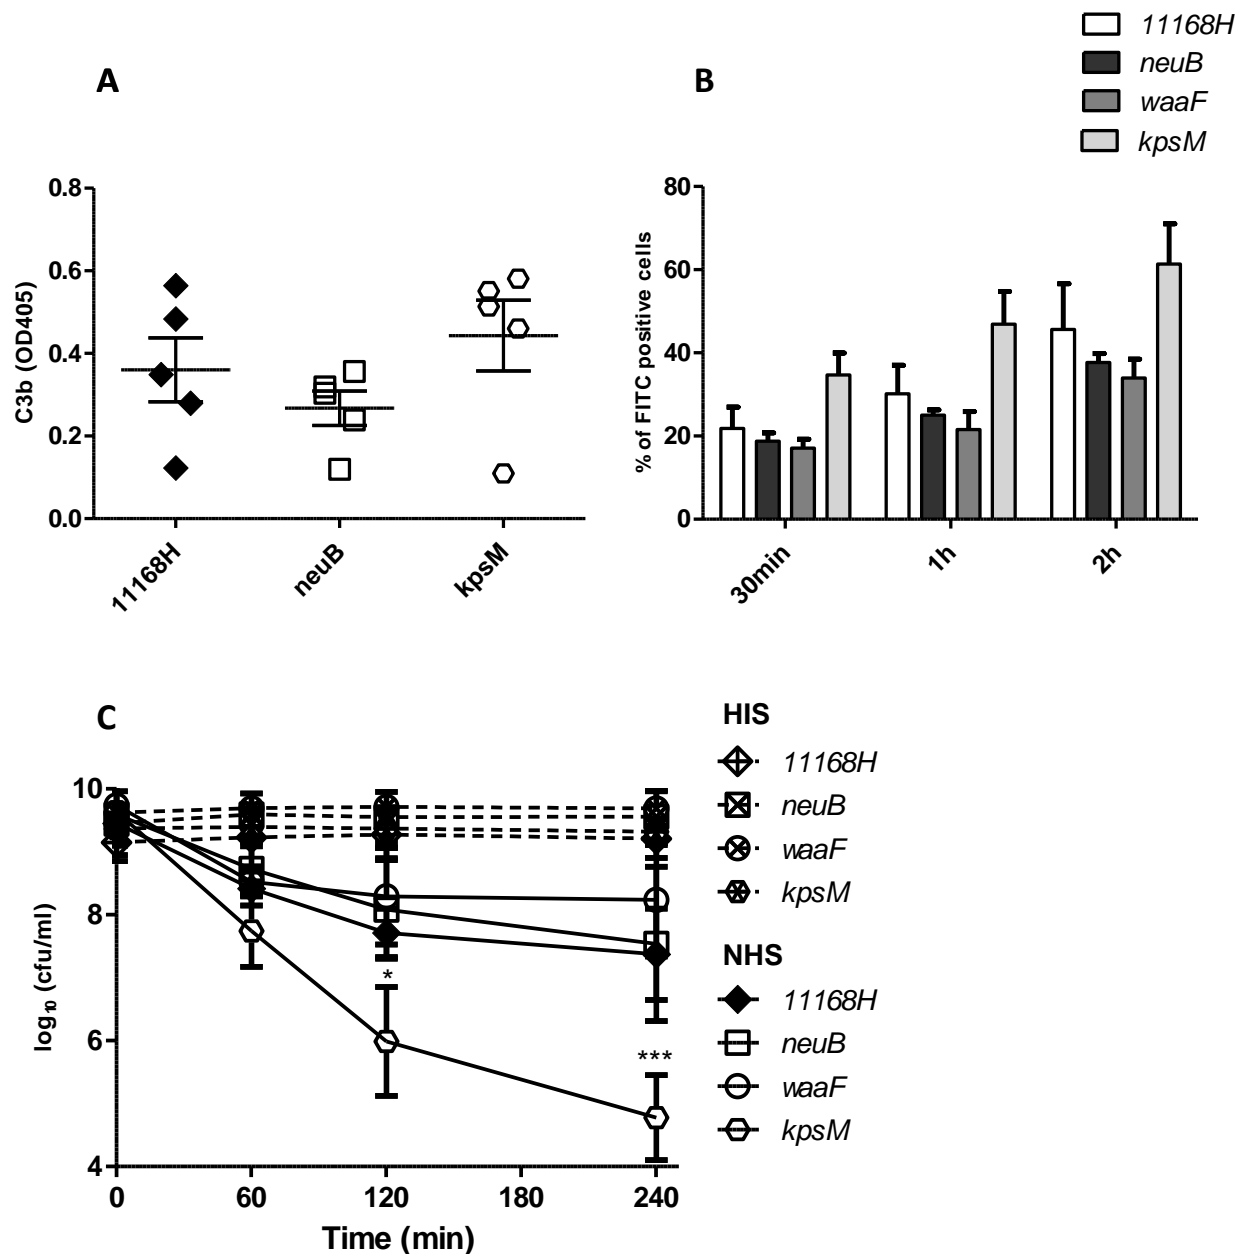 A
C3b (OD405)
0.8
0.6
0.4
0.2
0.0
11168H
neuB
kpsM
B
11168H
neuB
waaF
kpsM
% of FITC positive cells
80
60
40
20
0
30min
1h
2h
C
log10 (cfu/ml)
10
8
6
4
*
***
0
60
120
180
240
Time (min)
HIS
11168H
neuB
waaF
kpsM
NHS
11168H
neuB
waaF
kpsM